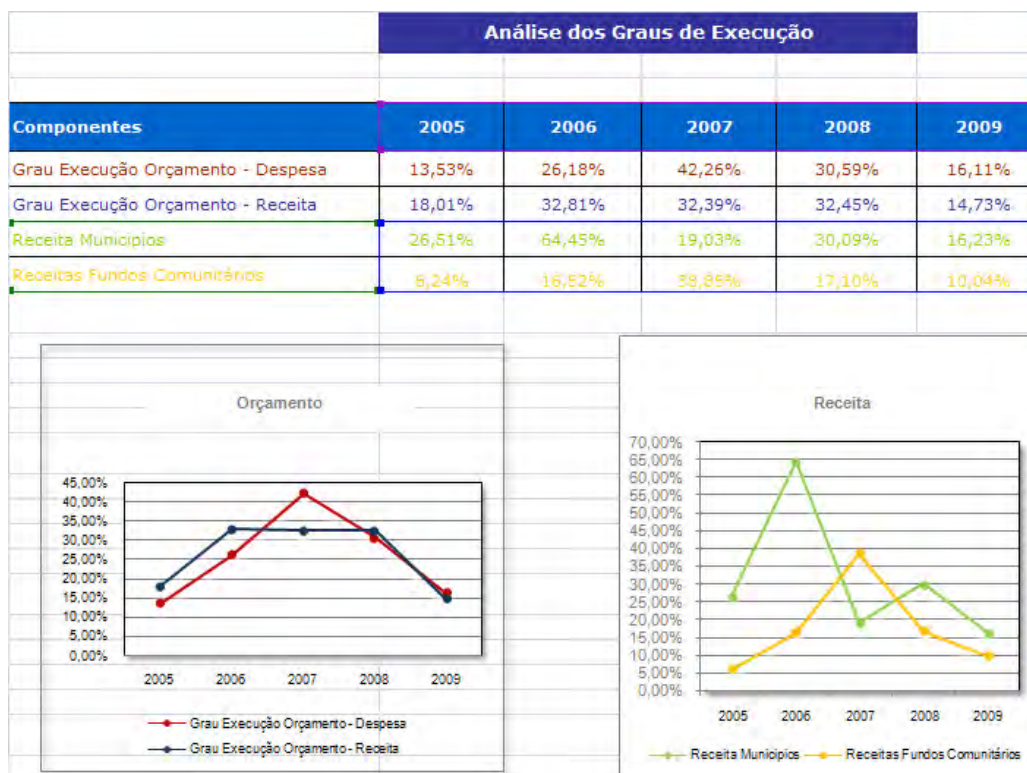 Análise dos Graus de Execução
Componentes 2005 2006 2007 2008 2009
Grau Execução Orçamento - Despesa 13,53% 26,18% 42,26% 30,59% 16,11%
Grau Execução Orçamento - Receita 18,01% 32,81% 32,39% 32,45% 14,73%
Receita Municipios 26,51% 64,45% 19,03% 30,09% 16,23%
Receitas Fundos Comunitários 6,24% 16,52% 38,85% 17,10% 10,04%
Orçamento
45,00%
40,00%
35,00%
30,00%
25,00%
20,00%
15,00%
10,00%
5,00%
0,00%
2005 2006 2007 2008 2009
Grau Execução Orçamento - Despesa
Grau Execução Orçamento - Receita
Receita
70,00%
65,00%
60,00%
55,00%
50,00%
45,00%
40,00%
35,00%
30,00%
25,00%
20,00%
15,00%
10,00%
5,00%
0,00%
2005 2006 2007 2008 2009
Receita Municipios Receitas Fundos Comunitários